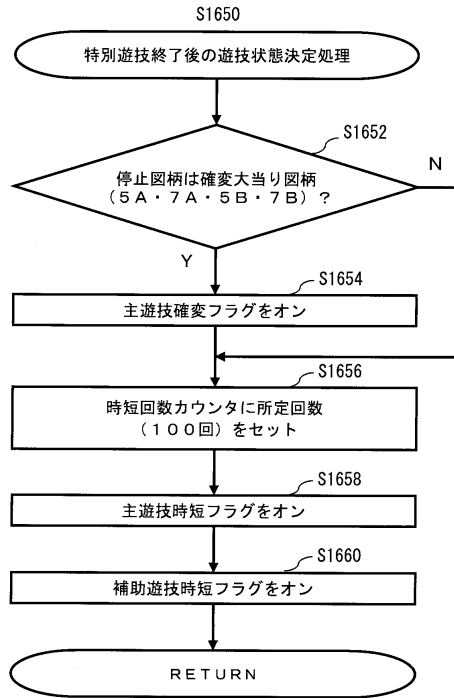 S1650
特別遊技終了後の遊技状態決定処理
S1652
N
停止図柄は確変大当り図柄
(5A・7A・5B・7B)?
Y
S1654
主遊技確変フラグをオン
S1656
時短回数カウンタに所定回数
(100回)をセット
S1658
主遊技時短フラグをオン
S1660
補助遊技時短フラグをオン
RETURN